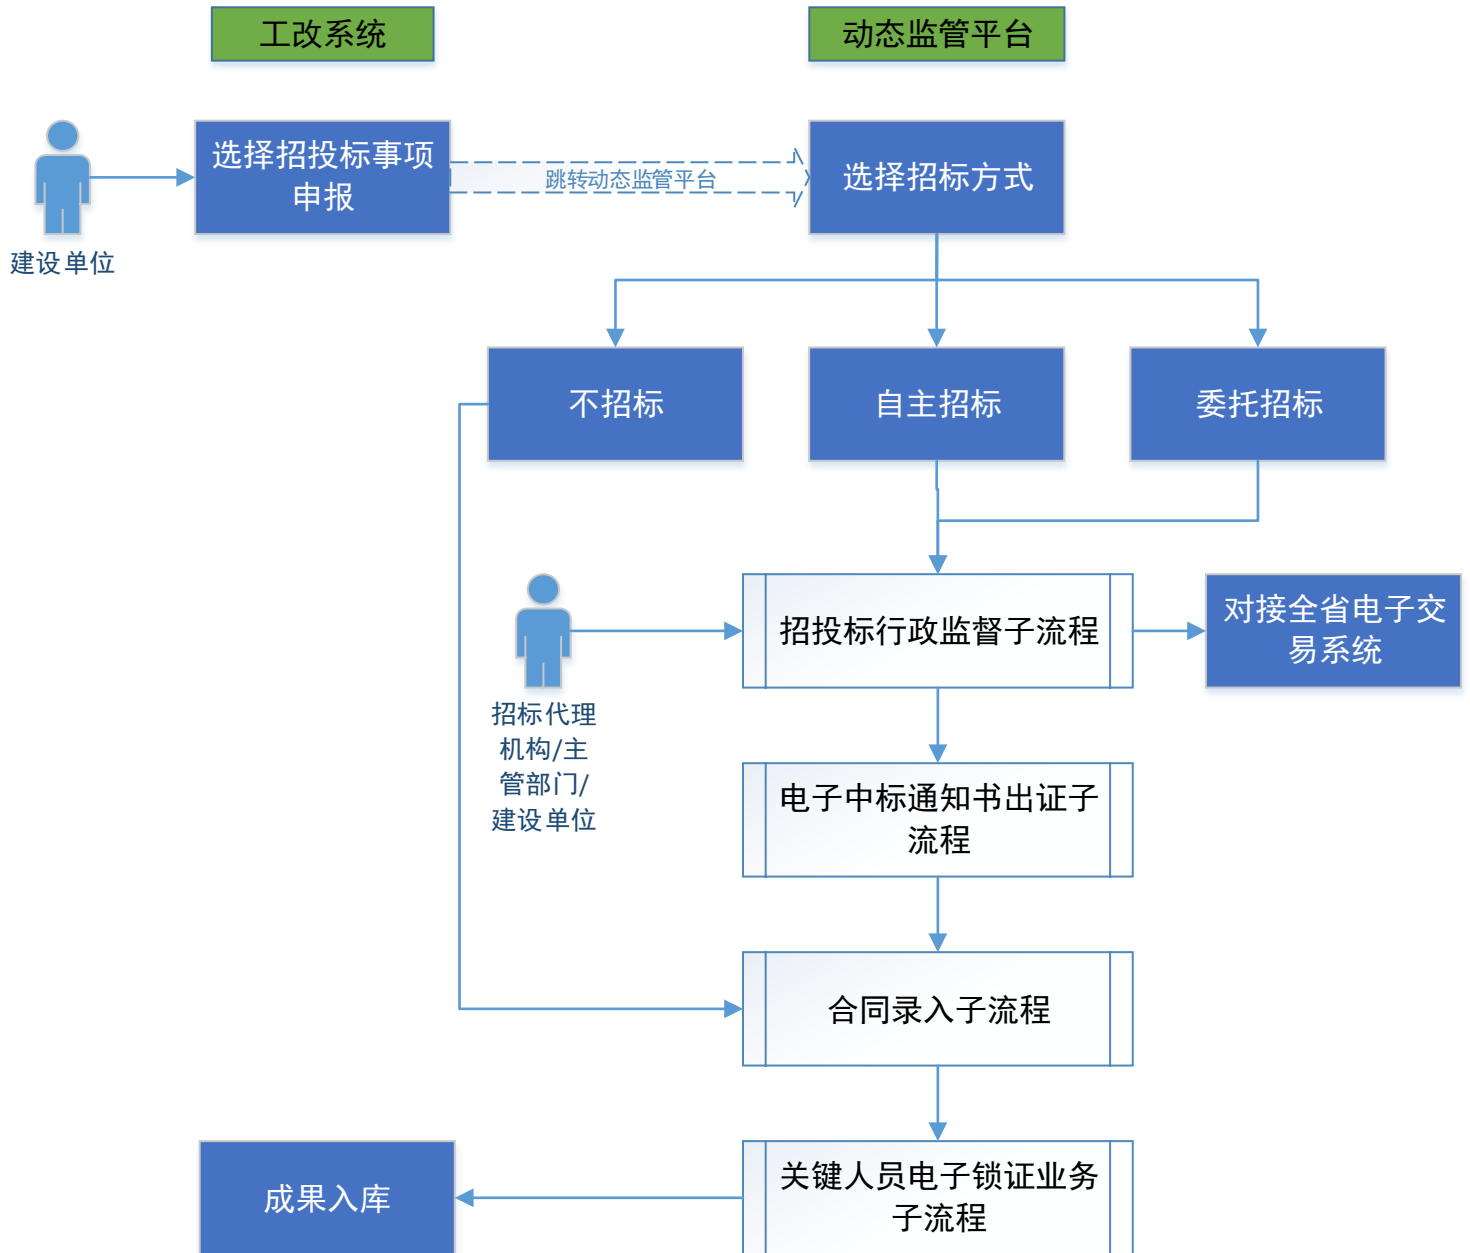 工改系统
动态监管平台
选择招投标事项
申报
跳转动态监管平台
选择招标方式
建设单位
不招标
自主招标
委托招标
招投标行政监督子流程
对接全省电子交
易系统
招标代理
机构/主
管部门/
建设单位
电子中标通知书出证子
流程
合同录入子流程
关键人员电子锁证业务
子流程
成果入库